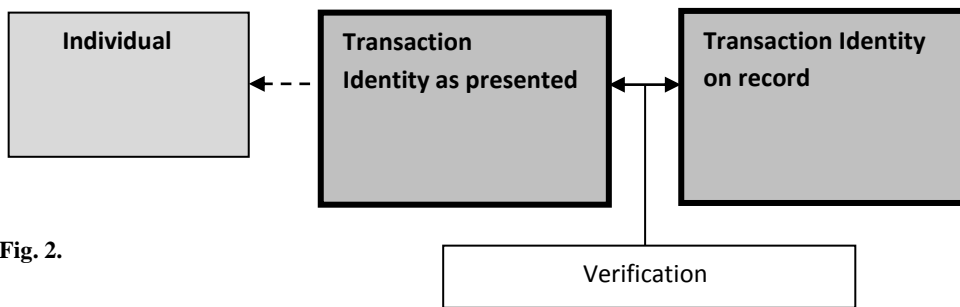 Individual
Transaction
Identity as presented
Transaction Identity
on record
Fig. 2.
Verification